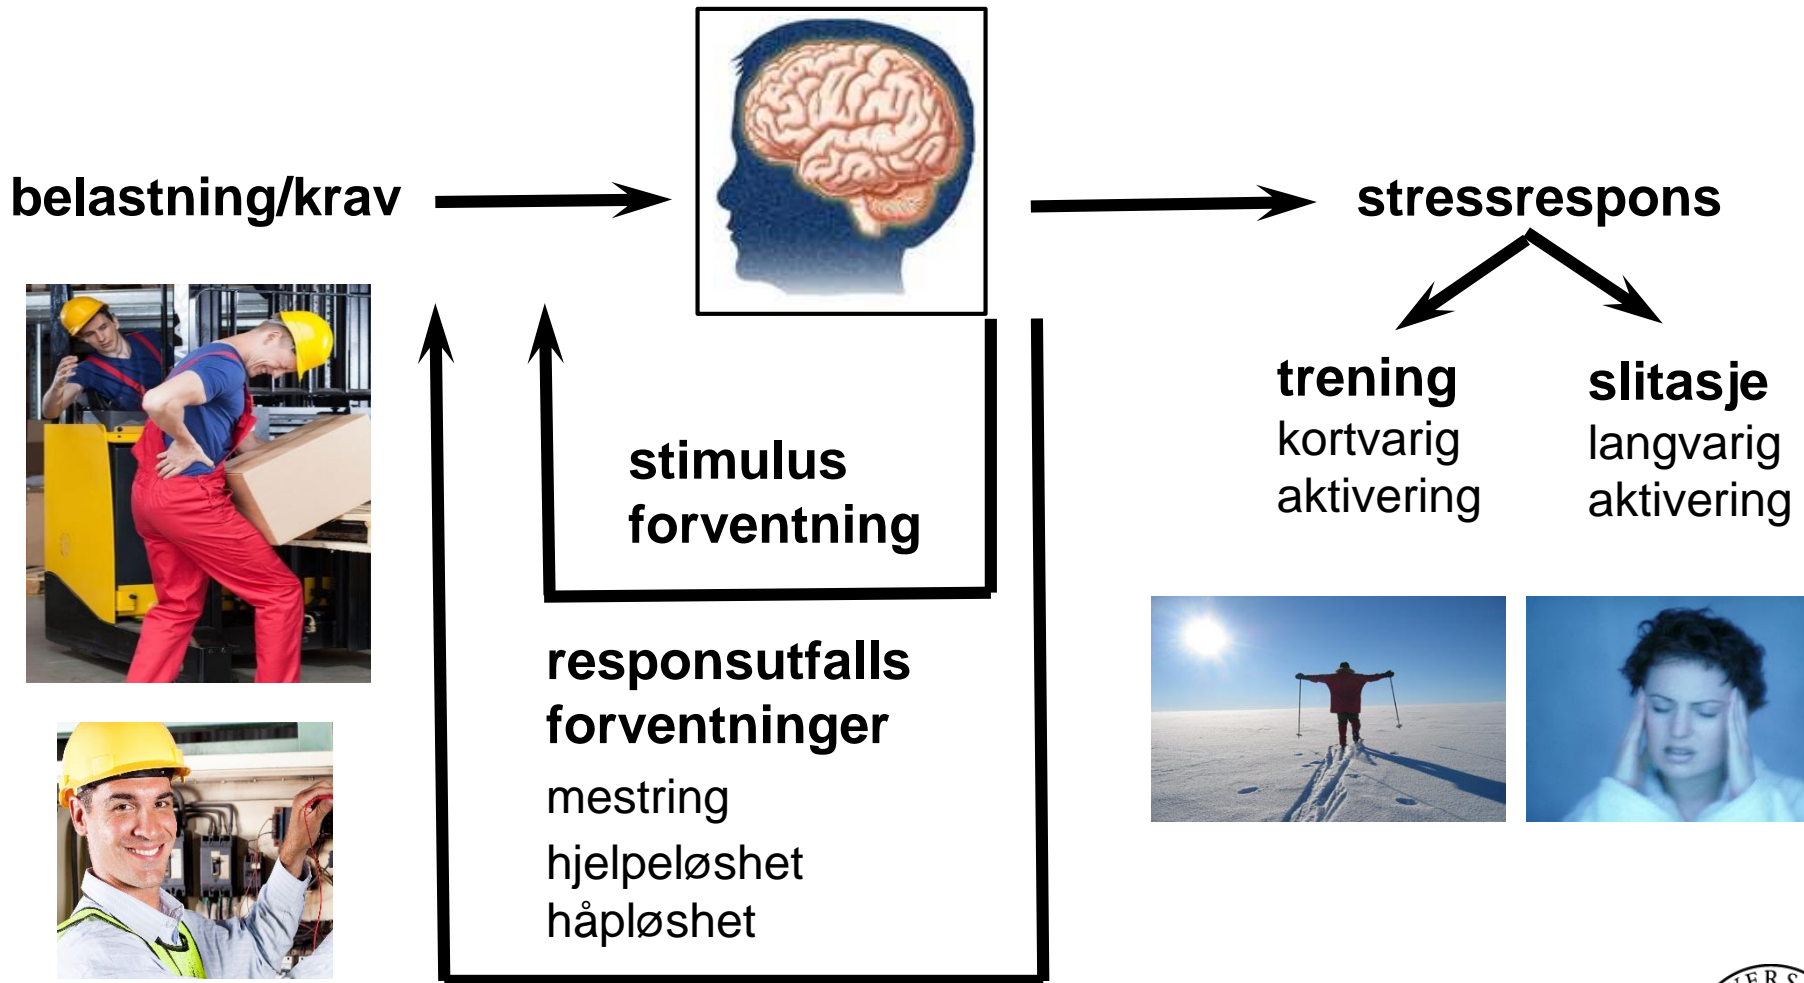 belastning/krav
stressrespons
trening
kortvarig
aktivering
slitasje
langvarig
aktivering
stimulus
forventning
responsutfalls
forventninger
mestring
hjelpeløshet
håpløshet